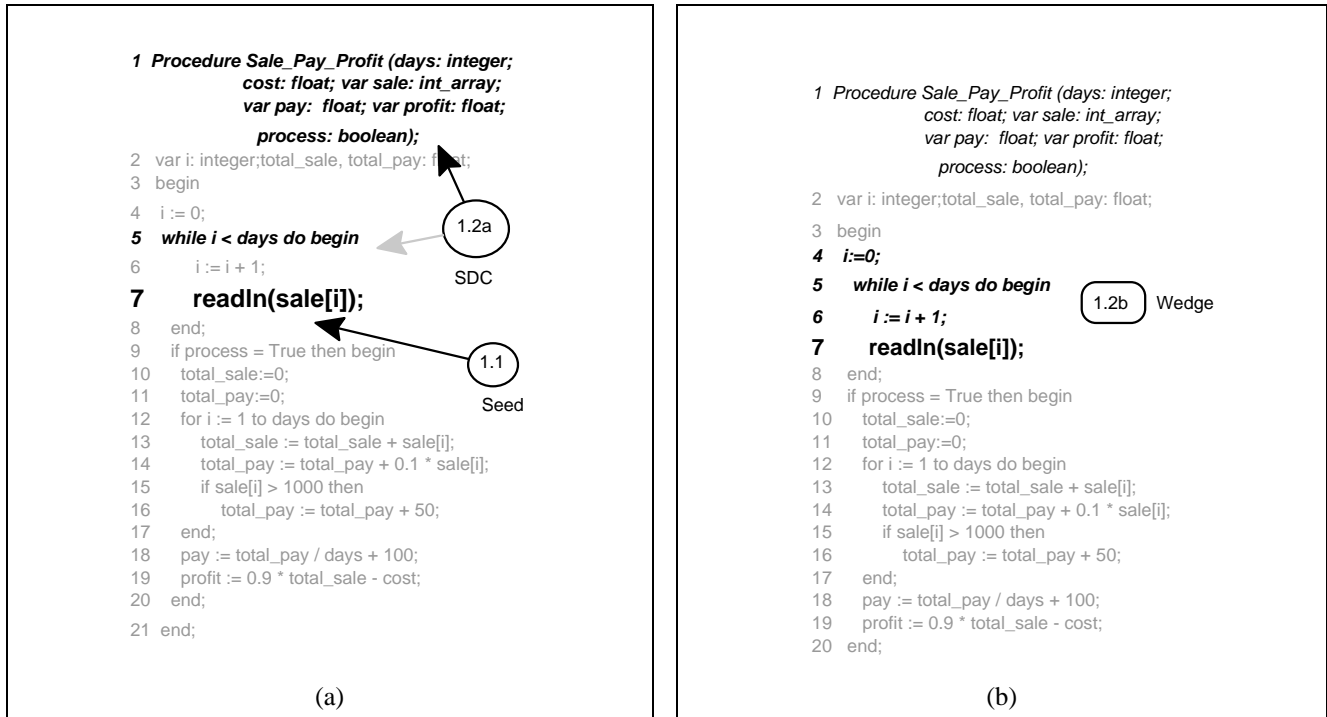 1 Procedure Sale_Pay_Profit (days: integer;
cost: float; var sale: int_array;
var pay: float; var profit: float;
process: boolean);
2 var i: integer;total_sale, total_pay: float;
3 begin
4 i := 0;
5 while i < days do begin
6 i := i + 1;
7 readln(sale[i]);
8 end;
9 if process = True then begin
10 total_sale:=0;
11 total_pay:=0;
12 for i := 1 to days do begin
13 total_sale := total_sale + sale[i];
14 total_pay := total_pay + 0.1 * sale[i];
15 if sale[i] > 1000 then
16 total_pay := total_pay + 50;
17 end;
18 pay := total_pay / days + 100;
19 profit := 0.9 * total_sale - cost;
20 end;
21 end;
1.2a
SDC
1.1
Seed
(a)
1 Procedure Sale_Pay_Profit (days: integer;
cost: float; var sale: int_array;
var pay: float; var profit: float;
process: boolean);
2 var i: integer;total_sale, total_pay: float;
3 begin
4 i:=0;
5 while i < days do begin
6 i := i + 1;
7 readln(sale[i]);
8 end;
9 if process = True then begin
10 total_sale:=0;
11 total_pay:=0;
12 for i := 1 to days do begin
13 total_sale := total_sale + sale[i];
14 total_pay := total_pay + 0.1 * sale[i];
15 if sale[i] > 1000 then
16 total_pay := total_pay + 50;
17 end;
18 pay := total_pay / days + 100;
19 profit := 0.9 * total_sale - cost;
20 end;
1.2b Wedge
(b)